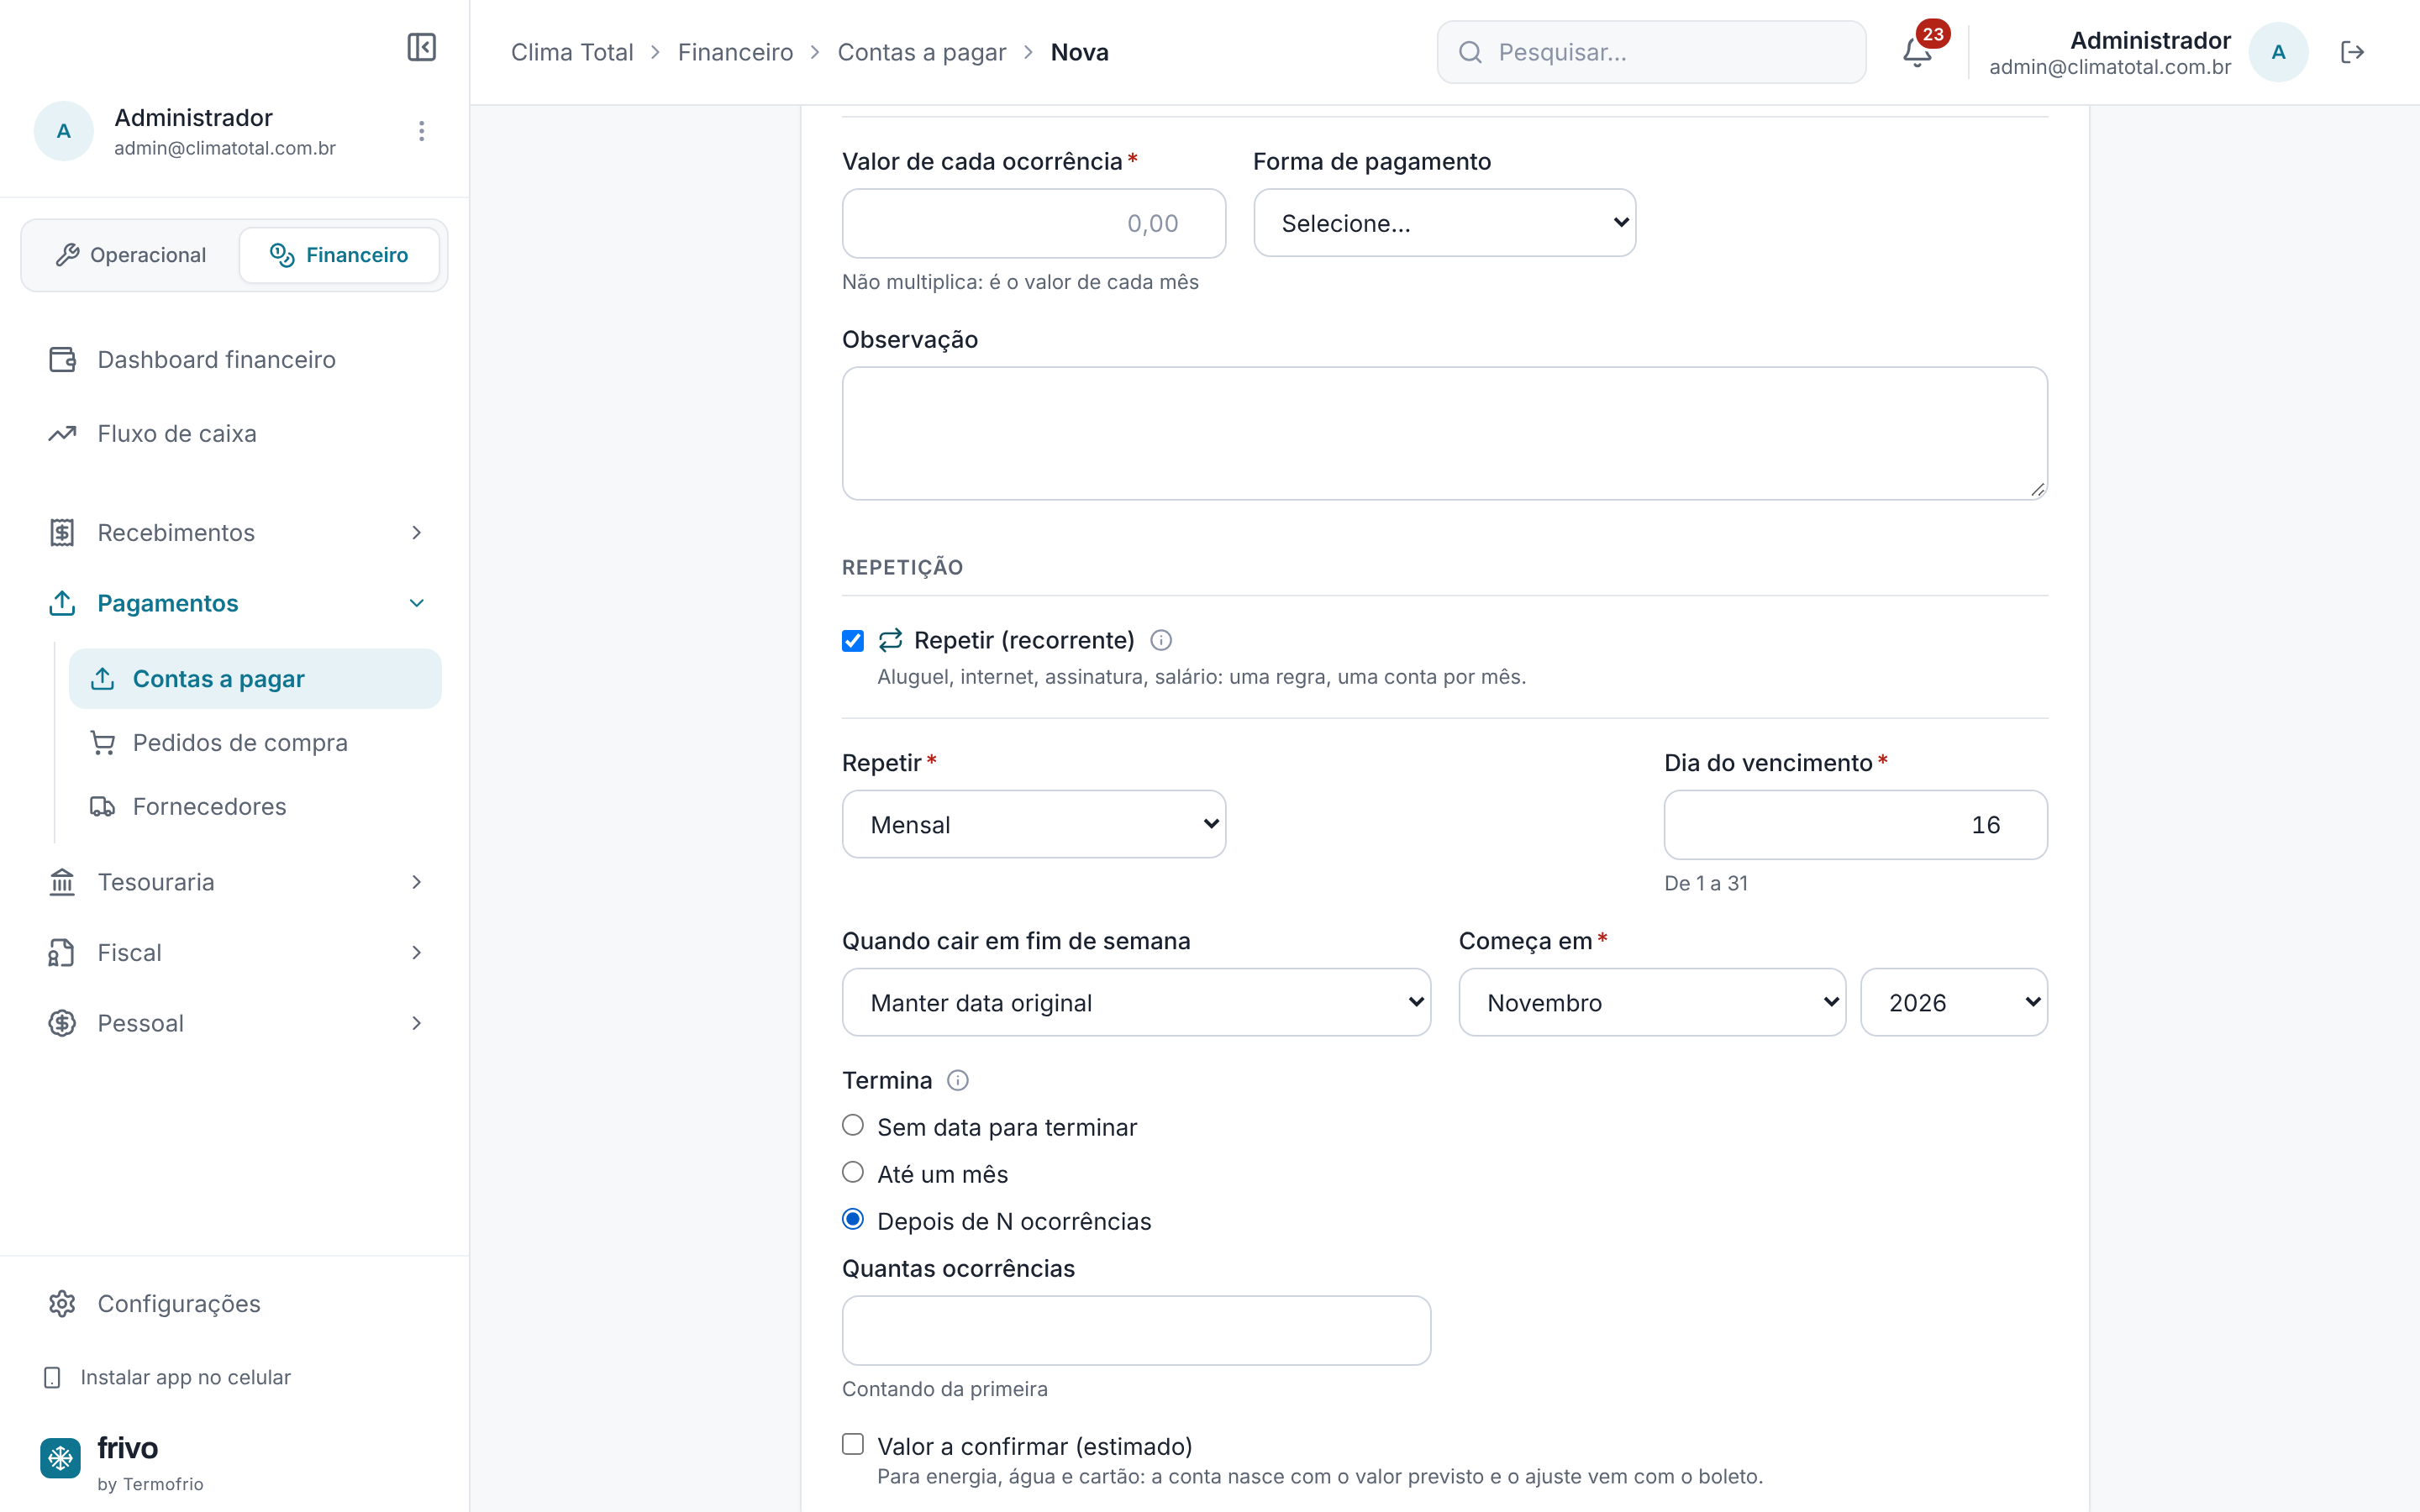 Clima Total > Financeiro > Contas a pagar > Nova
Pesquisar...
23
Administrador
admin@climatotal.com.br
A
A
Administrador
admin@climatotal.com.br
Operacional
Financeiro
Dashboard financeiro
Fluxo de caixa
Recebimentos
Pagamentos
Contas a pagar
Pedidos de compra
Fornecedores
Tesouraria
Fiscal
Pessoal
Configurações
Instalar app no celular
frivo
by Termofrio
Valor de cada ocorrência*
Forma de pagamento
0,00
Selecione...
Não multiplica: é o valor de cada mês
Observação
REPETIÇÃO
Repetir (recorrente)
Aluguel, internet, assinatura, salário: uma regra, uma conta por mês.
Repetir*
Dia do vencimento*
Mensal
16
De 1 a 31
Quando cair em fim de semana
Começa em*
Manter data original
Novembro
2026
Termina
Sem data para terminar
Até um mês
Depois de N ocorrências
Quantas ocorrências
Contando da primeira
Valor a confirmar (estimado)
Para energia, água e cartão: a conta nasce com o valor previsto e o ajuste vem com o boleto.